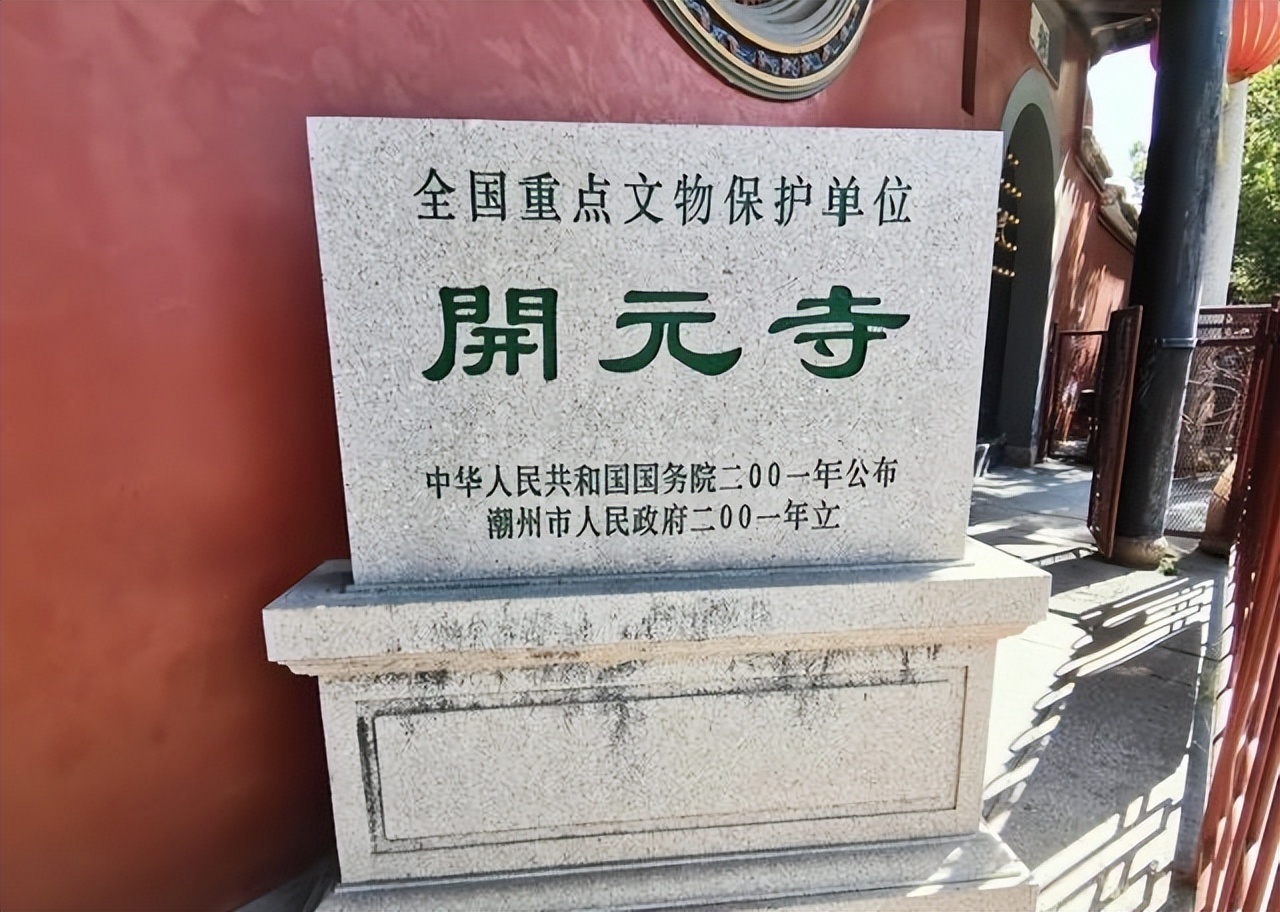 全国重点文物保护单位
開元寺
中华人民共和国国务院二00一年公布
潮州市人民政府二00一年立